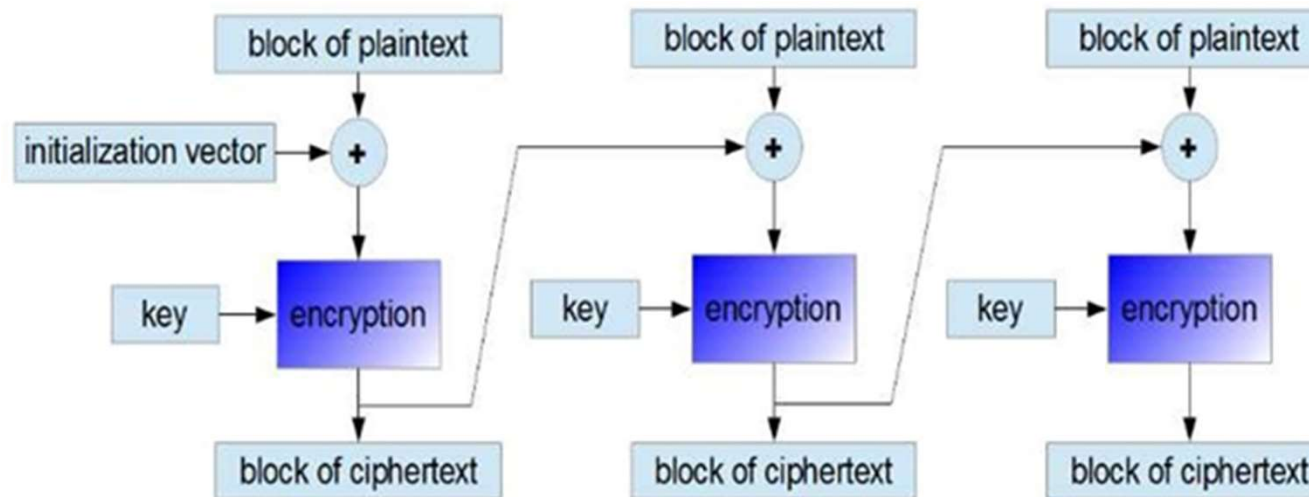 block of plaintext
block of plaintext
block of plaintext
initialization vector
+
+
+
key
encryption
key
encryption
key
encryption
block of ciphertext
block of ciphertext
block of ciphertext